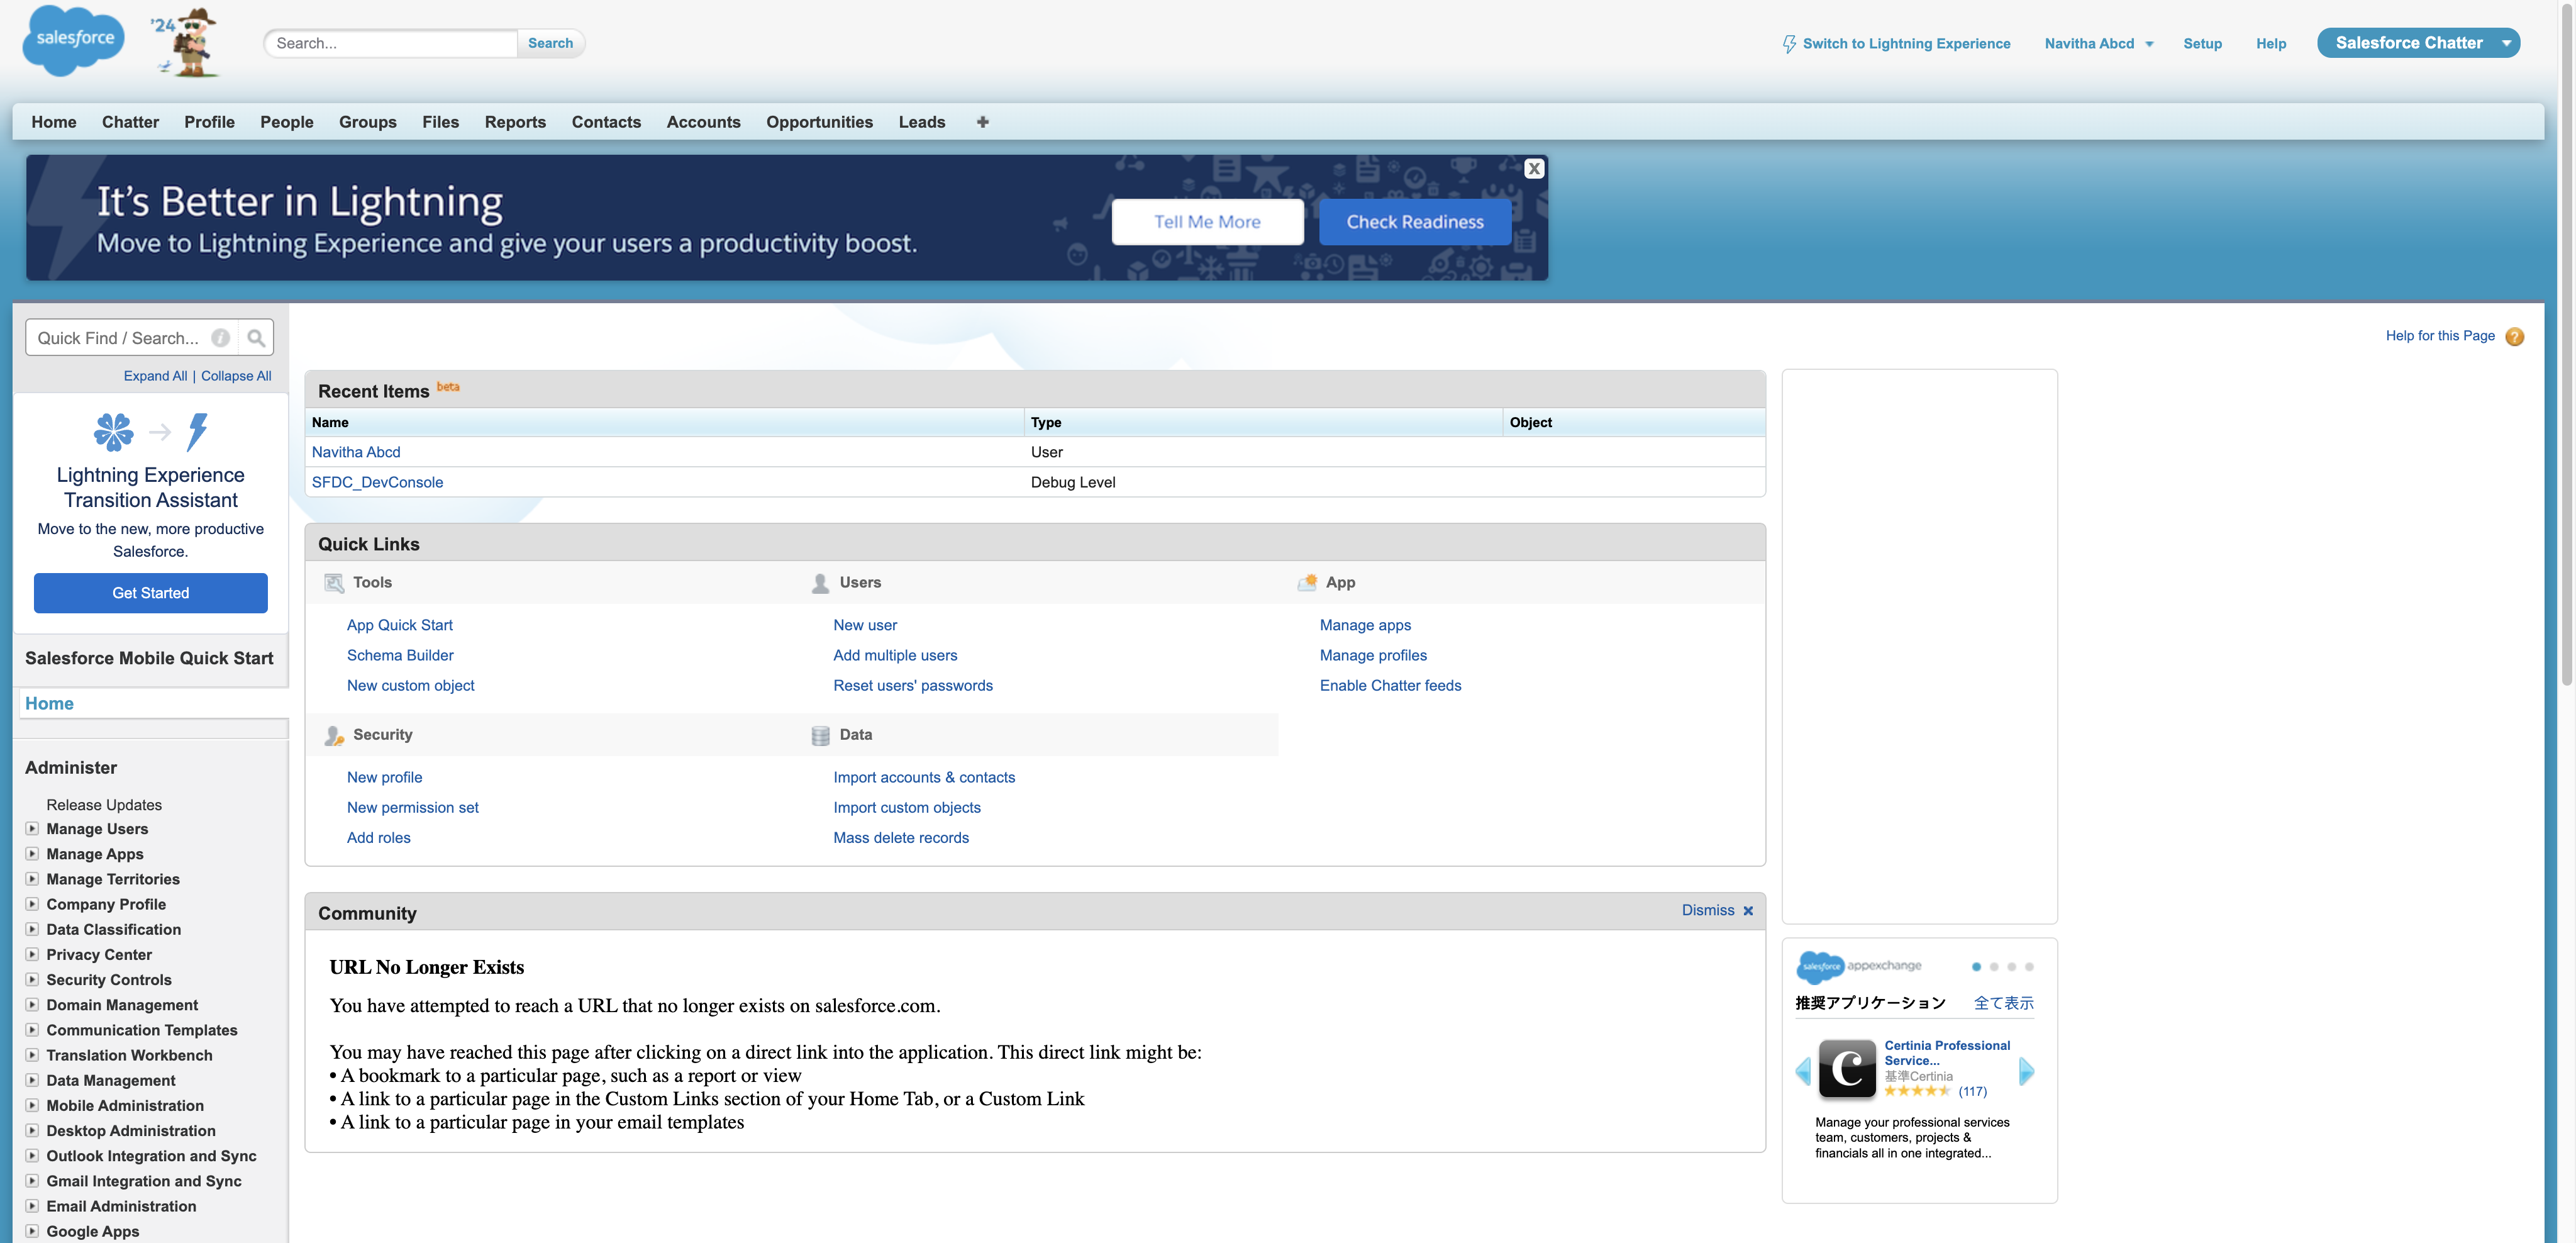 salesforce
'24
Search...
Search
Switch to Lightning Experience
Navitha Abcd
Setup
Help
Salesforce Chatter
Home
Chatter
Profile
People
Groups
Files
Reports
Contacts
Accounts
Opportunities
Leads
It's Better in Lightning
Move to Lightning Experience and give your users a productivity boost.
Tell Me More
Check Readiness
X
Quick Find / Search...
Expand All | Collapse All
Lightning Experience
Transition Assistant
Move to the new, more productive
Salesforce.
Get Started
Salesforce Mobile Quick Start
Home
Administer
Release Updates
Manage Users
Manage Apps
Manage Territories
Company Profile
Data Classification
Privacy Center
Security Controls
Domain Management
Communication Templates
Translation Workbench
Data Management
Mobile Administration
Desktop Administration
Outlook Integration and Sync
Gmail Integration and Sync
Email Administration
Google Apps
Help for this Page
Recent Items beta
Name Type Object
Navitha Abcd User
SFDC_DevConsole Debug Level
Quick Links
Tools
App Quick Start
Schema Builder
New custom object
Users
New user
Add multiple users
Reset users' passwords
App
Manage apps
Manage profiles
Enable Chatter feeds
Security
New profile
New permission set
Add roles
Data
Import accounts & contacts
Import custom objects
Mass delete records
Community
Dismiss
URL No Longer Exists
You have attempted to reach a URL that no longer exists on salesforce.com.
You may have reached this page after clicking on a direct link into the application. This direct link might be:
• A bookmark to a particular page, such as a report or view
• A link to a particular page in the Custom Links section of your Home Tab, or a Custom Link
• A link to a particular page in your email templates
salesforce appexchange
推奨アプリケーション 全て表示
Certinia Professional
Service...
基準Certinia
(117)
Manage your professional services
team, customers, projects &
financials all in one integrated...